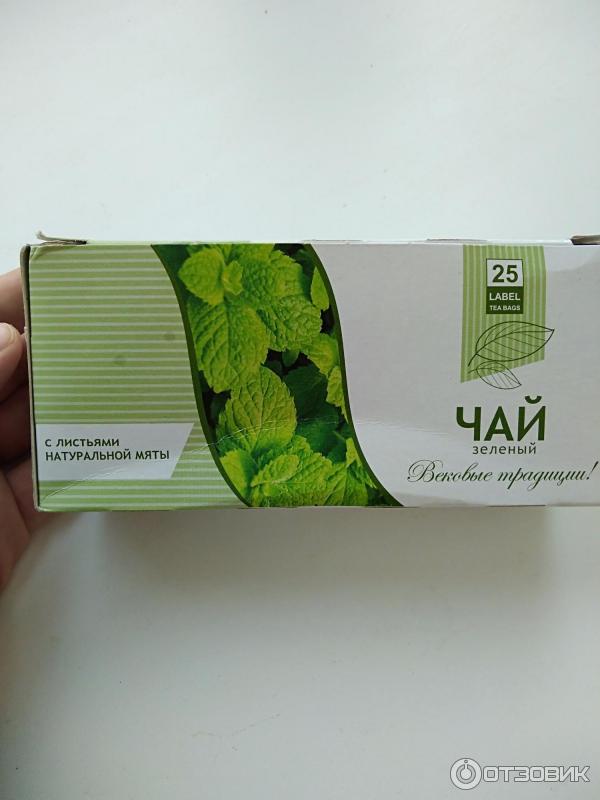 С ЛИСТЬЯМИ
НАТУРАЛЬНОЙ МЯТЫ
25
LABEL
TEA BAGS
ЧАЙ
зеленый
Вековые традиции!
ОТЗОВИК